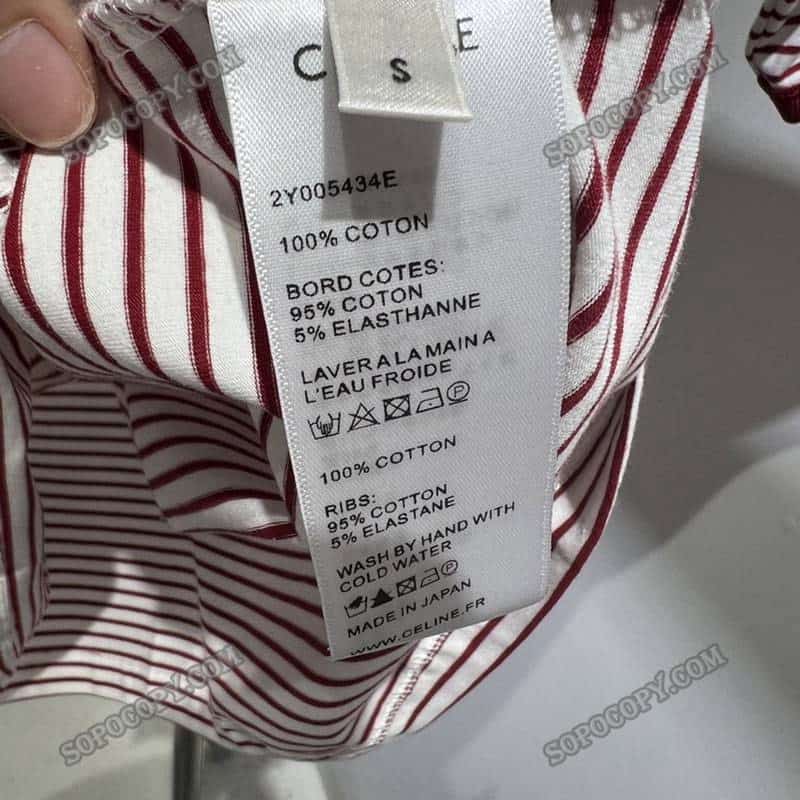 C E
S
2Y005434E
100% COTON
BORD COTES:
95% COTON
5% ELASTHANNE
LAVER A LA MAIN A
L'EAU FROIDE
P
100% COTTON
RIBS:
95% COTTON
5% ELASTANE
WASH BY HAND WITH
COLD WATER
P
MADE IN JAPAN
WWW.CELINE.FR
SOPOCOPY.COM
SOPOCOPY.COM
SOPOCOPY.COM
SOPOCOPY.COM